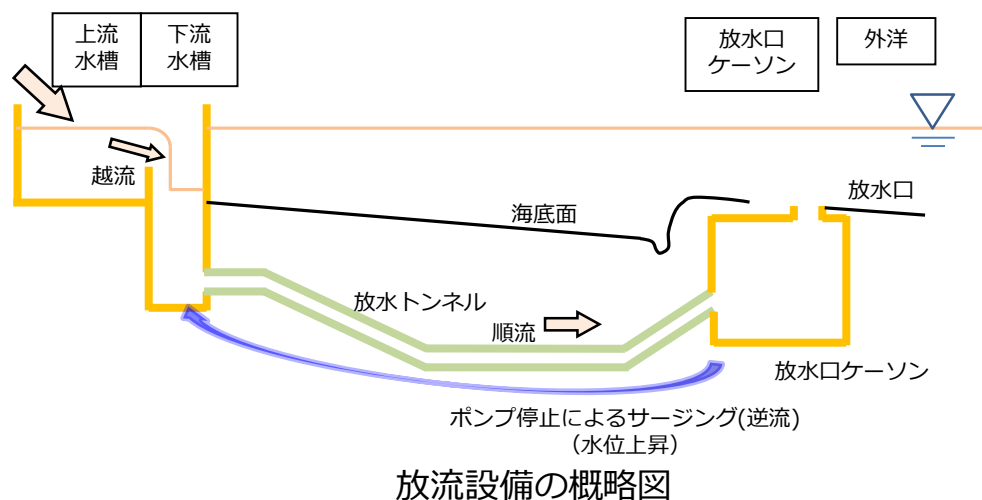 上流
水槽
下流
水槽
放水口
ケーソン
外洋
越流
放水口
海底面
放水トンネル
順流
放水口ケーソン
ポンプ停止によるサージング(逆流)
（水位上昇）
放流設備の概略図